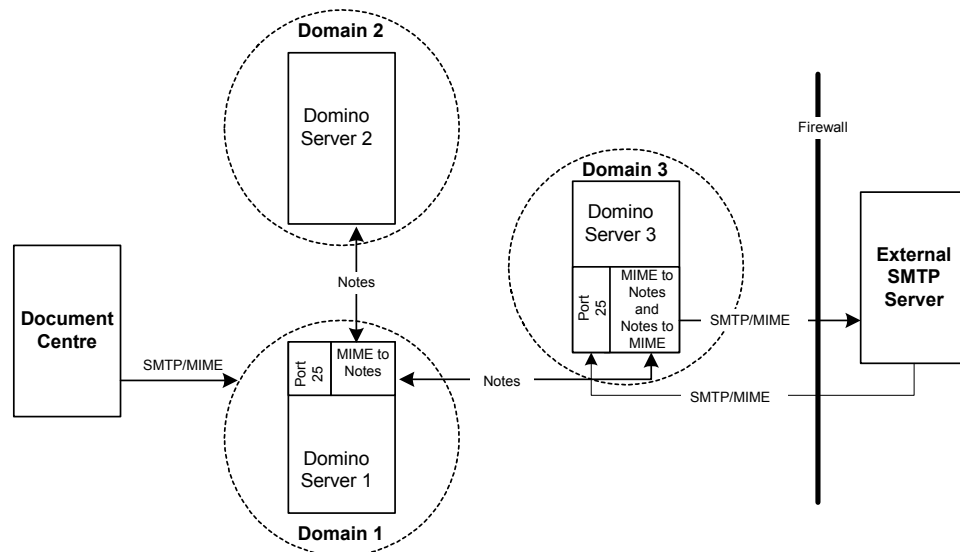 Domain 2
Domino
Server 2
Firewall
Domain 3
Domino
Server 3
Notes
Port
25
MIME to
Notes
and
Notes to
MIME
SMTP/MIME
External
SMTP
Server
Document
Centre
SMTP/MIME
Port
25
MIME to
Notes
Notes
SMTP/MIME
Domino
Server 1
Domain 1